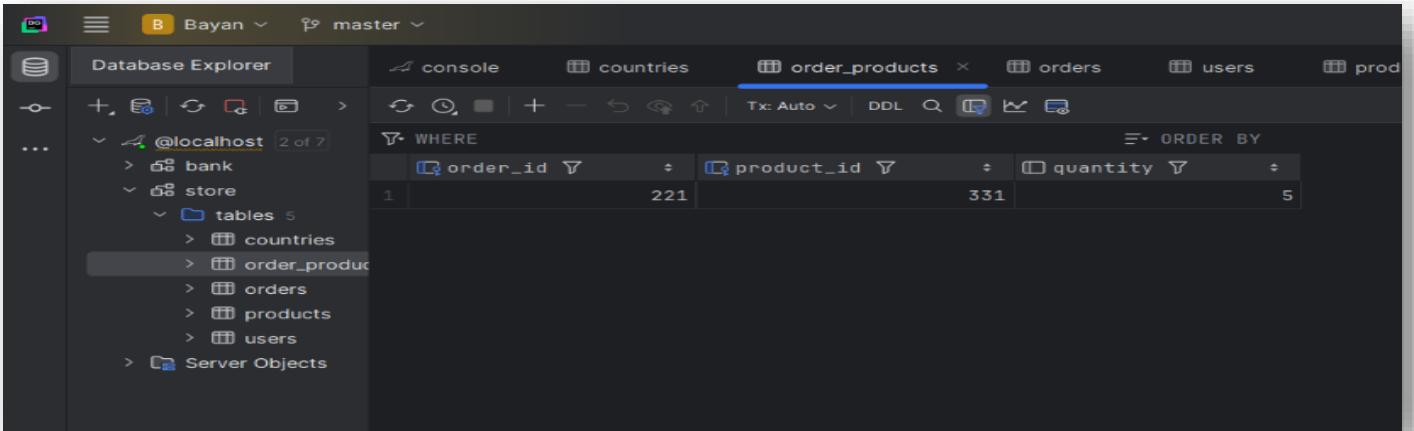 DG B Bayan master
Database Explorer console countries order_products orders users prod
Tx: Auto DDL
@localhost 2 of 7 WHERE ORDER BY
bank order_id product_id quantity
store 1 221 331 5
tables 5
countries
order_produc
orders
products
users
Server Objects